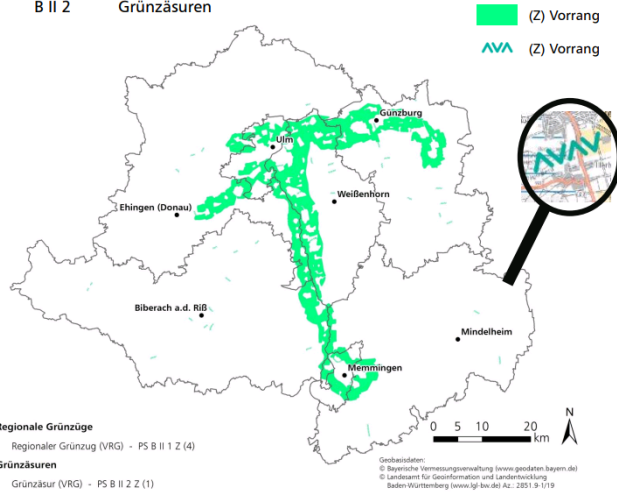 B II 2 Grünzäsuren
(Z) Vorrang
(Z) Vorrang
Günzburg
Ulm
Weißenhorn
Ehingen (Donau)
Biberach a.d. Riß
Mindelheim
Memmingen
Regionale Grünzüge
Regionaler Grünzug (VRG) - PS B II 1 Z (4)
Grünzäsuren
Grünzäsur (VRG) - PS B II 2 Z (1)
N
0 5 10 20
km
Geobasisdaten:
© Bayerische Vermessungsverwaltung (www.geodaten.bayern.de)
© Landesamt für Geoinformation und Landentwicklung
Baden-Württemberg (www.lgl-bw.de) Az.: 2851.9-1/19